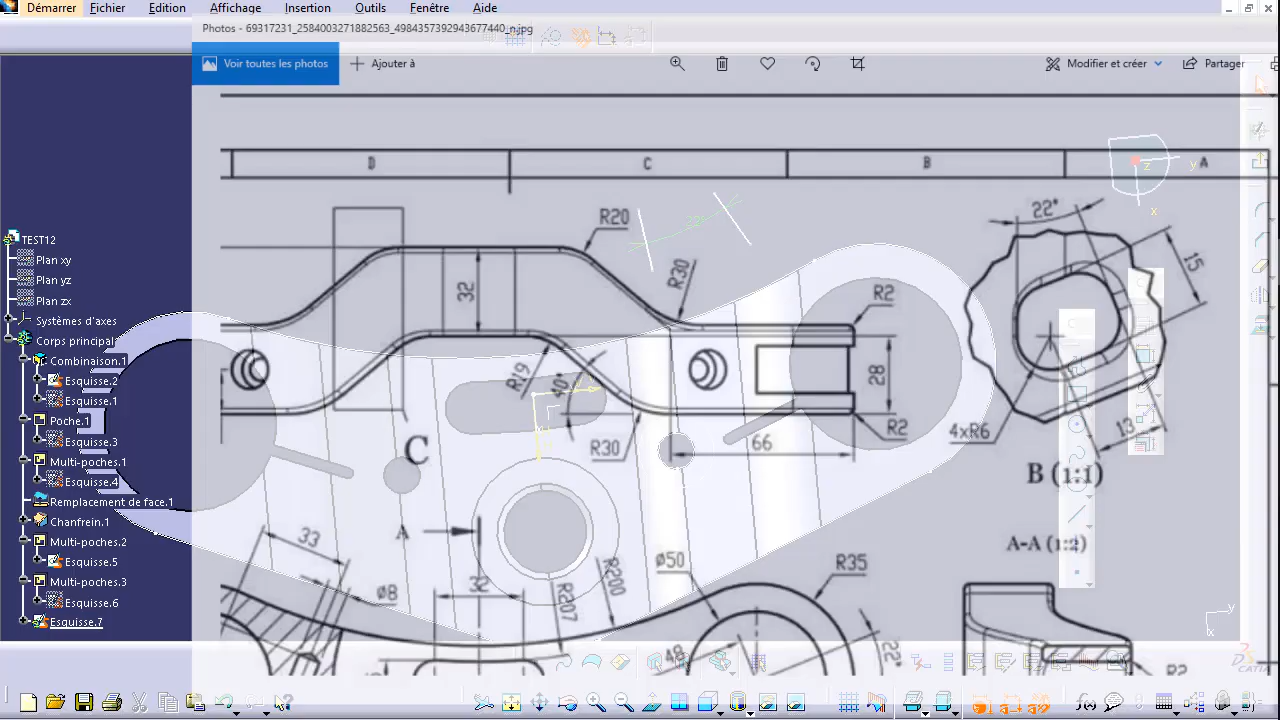 Démarrer Fichier Edition Affichage Insertion Outils Fenêtre Aide
Photos - 69317231_2584003271882563_4984357392943677440_n.jpg
Voir toutes les photos
Ajouter à
Modifier et créer
Partager
D C B A
z y
x
TEST12
Plan xy
Plan yz
Plan zx
Systèmes d'axes
Corps principal
Combinaison.1
Esquisse.2
Esquisse.1
Poche.1
Esquisse.3
Multi-poches.1
Esquisse.4
Remplacement de face.1
Chanfrein.1
Multi-poches.2
Esquisse.5
Multi-poches.3
Esquisse.6
Esquisse.7
R20
22°
R30
15
32
R2
R19
40°
28
R30
66
R2
4xR6
13
C
B (1:1)
A
33
A-A (1:2)
Ø8
32
R207
R200
Ø50
R35
48
22°
R2
y
x
CATIA
f(x)